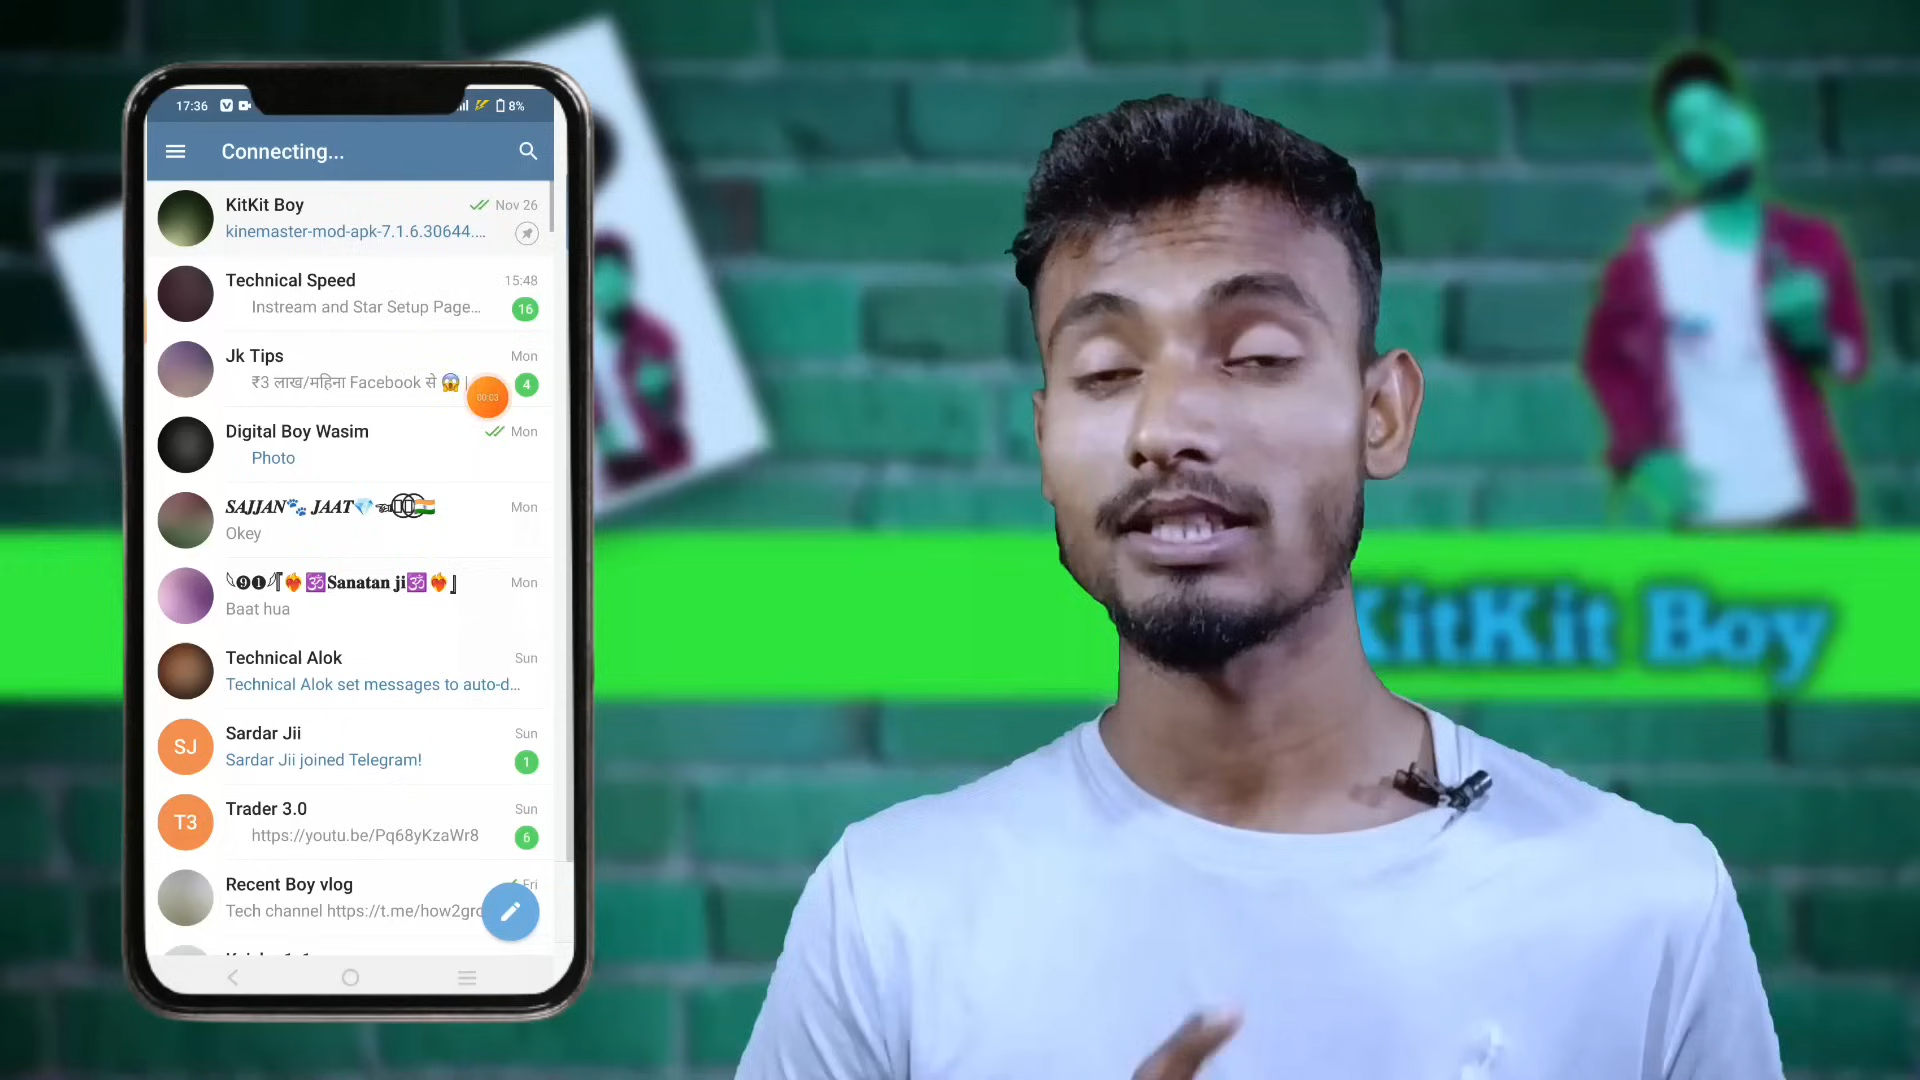 17:36
8%
Connecting...
KitKit Boy
Nov 26
kinemaster-mod-apk-7.1.6.30644....
Technical Speed
15:48
Instream and Star Setup Page...
16
Jk Tips
Mon
₹3 लाख/महिना Facebook से 😱 |
4
00:03
Digital Boy Wasim
Mon
Photo
SAJJAN🐾 JAAT💎
Mon
Okey
❾❶ ❤️‍🔥🕉️Sanatan ji🕉️❤️‍🔥
Mon
Baat hua
Technical Alok
Sun
Technical Alok set messages to auto-d...
SJ
Sardar Jii
Sun
Sardar Jii joined Telegram!
1
T3
Trader 3.0
Sun
https://youtu.be/Pq68yKzaWr8
6
Recent Boy vlog
Fri
Tech channel https://t.me/how2gro
KitKit Boy